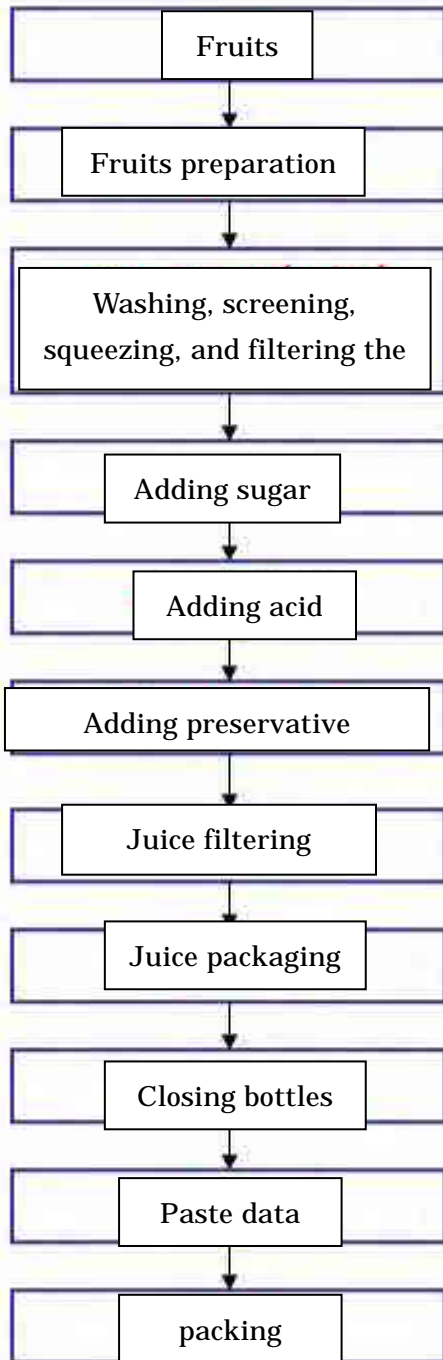 Fruits
Fruits preparation
Washing, screening,
squeezing, and filtering the
Adding sugar
Adding acid
Adding preservative
Juice filtering
Juice packaging
Closing bottles
Paste data
packing